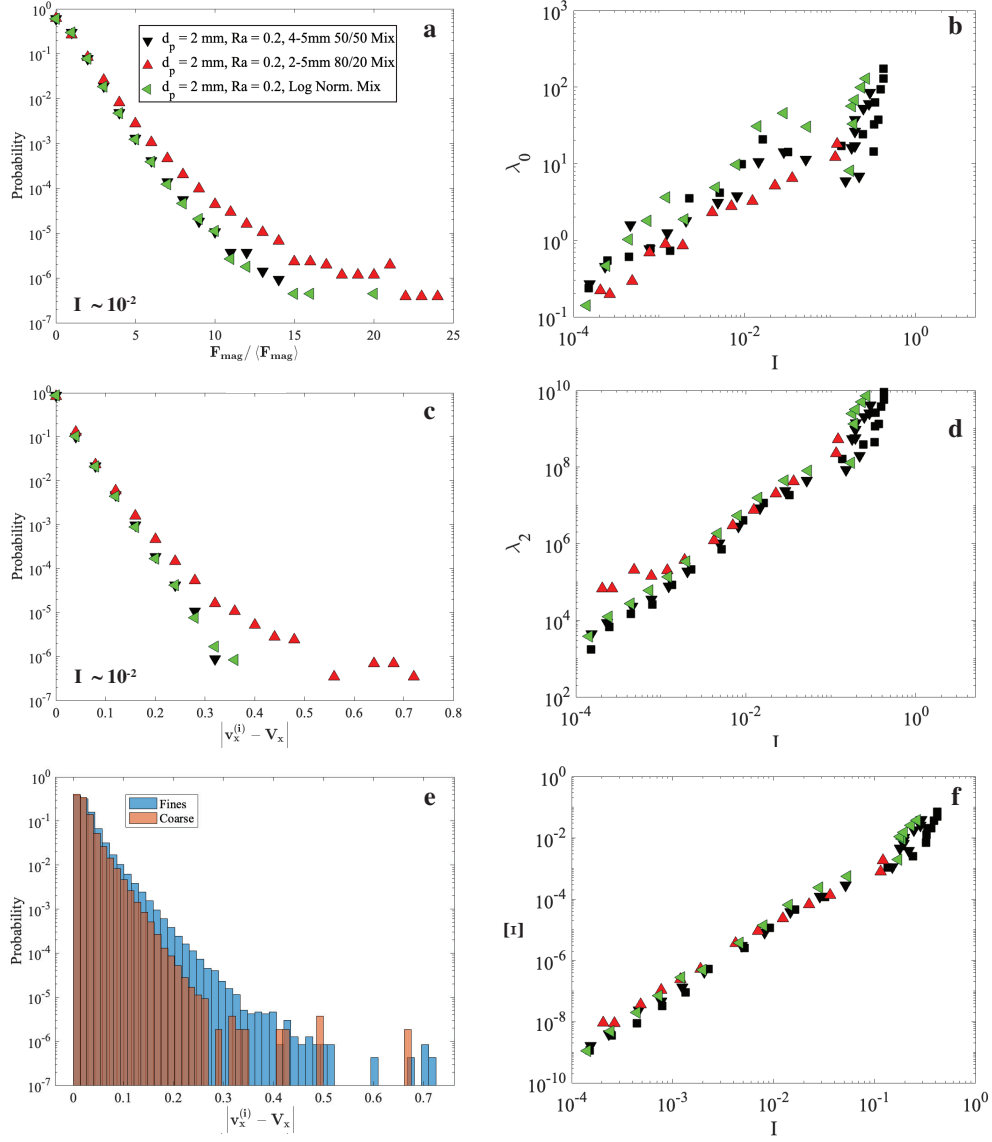 a
10^0
10^-1
10^-2
10^-3
10^-4
10^-5
10^-6
10^-7
Probability
d_p = 2 mm, Ra = 0.2, 4-5mm 50/50 Mix
d_p = 2 mm, Ra = 0.2, 2-5mm 80/20 Mix
d_p = 2 mm, Ra = 0.2, Log Norm. Mix
I ~ 10^-2
0 5 10 15 20 25
F_mag / ⟨F_mag⟩
b
10^2
10^1
10^0
10^-1
λ_0
10^-4 10^-2 10^0
I
c
10^0
10^-1
10^-2
10^-3
10^-4
10^-5
10^-6
10^-7
Probability
I ~ 10^-2
0 0.1 0.2 0.3 0.4 0.5 0.6 0.7 0.8
|v_x^(i) − V_x|
d
10^10
10^8
10^6
10^4
10^2
λ_2
10^-4 10^-2 10^0
I
e
10^0
10^-1
10^-2
10^-3
10^-4
10^-5
10^-6
10^-7
Probability
Fines
Coarse
0 0.1 0.2 0.3 0.4 0.5 0.6 0.7
|v_x^(i) − V_x|
f
10^0
10^-2
10^-4
10^-6
10^-8
10^-10
[I]
10^-4 10^-3 10^-2 10^-1 10^0
I